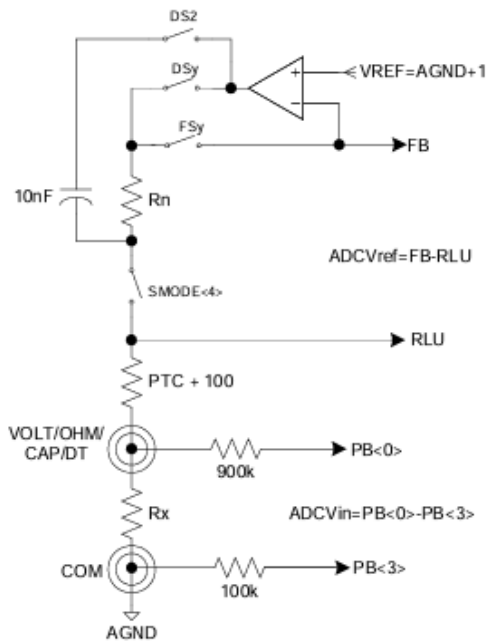 DS2
DSy
+
VREF=AGND+1
−
FSy
FB
10nF
Rn
ADCVref=FB-RLU
SMODE<4>
RLU
PTC + 100
VOLT/OHM/
CAP/DT
PB<0>
900k
Rx
ADCVin=PB<0>-PB<3>
COM
PB<3>
100k
AGND